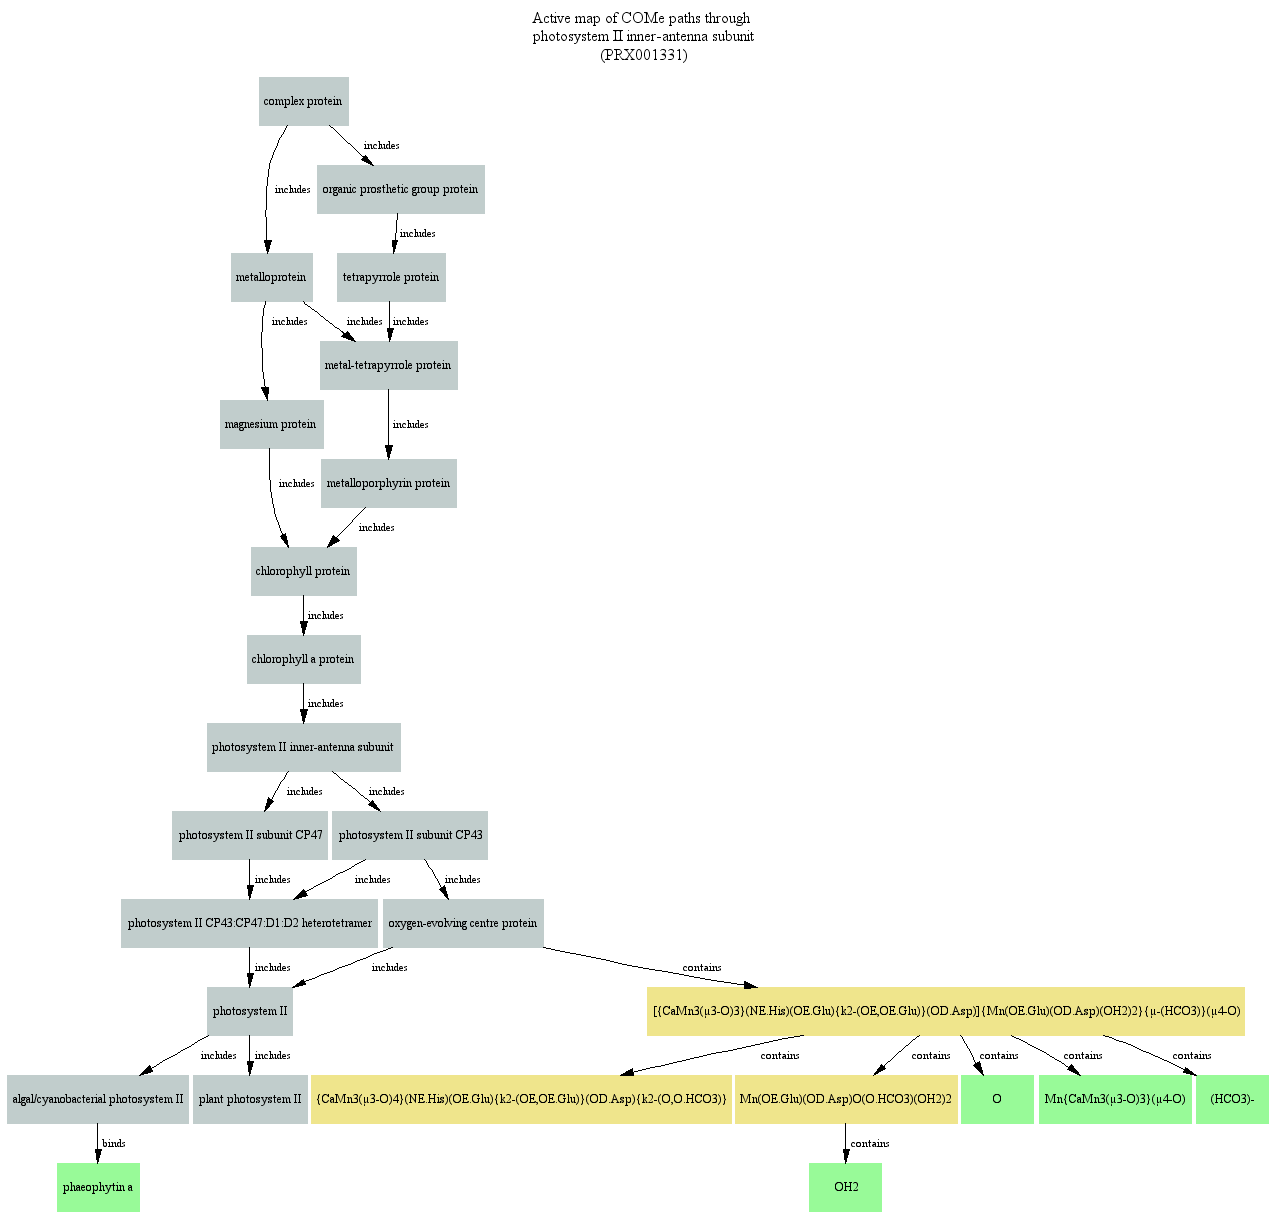 Active map of COMe paths through
photosystem II inner-antenna subunit
(PRX001331)
complex protein
includes
organic prosthetic group protein
includes
includes
metalloprotein
tetrapyrrole protein
includes
includes
includes
metal-tetrapyrrole protein
magnesium protein
includes
metalloporphyrin protein
includes
includes
chlorophyll protein
includes
chlorophyll a protein
includes
photosystem II inner-antenna subunit
includes
includes
photosystem II subunit CP47
photosystem II subunit CP43
includes
includes
includes
photosystem II CP43:CP47:D1:D2 heterotetramer
oxygen-evolving centre protein
includes
includes
contains
photosystem II
[{CaMn3(µ3-O)3}(NE.His)(OE.Glu){k2-(OE,OE.Glu)}(OD.Asp)]{Mn(OE.Glu)(OD.Asp)(OH2)2}{µ-(HCO3)}(µ4-O)
includes
includes
contains
contains
contains
contains
contains
algal/cyanobacterial photosystem II
plant photosystem II
{CaMn3(µ3-O)4}(NE.His)(OE.Glu){k2-(OE,OE.Glu)}(OD.Asp){k2-(O,O.HCO3)}
Mn(OE.Glu)(OD.Asp)O(O.HCO3)(OH2)2
O
Mn{CaMn3(µ3-O)3}(µ4-O)
(HCO3)-
binds
contains
phaeophytin a
OH2